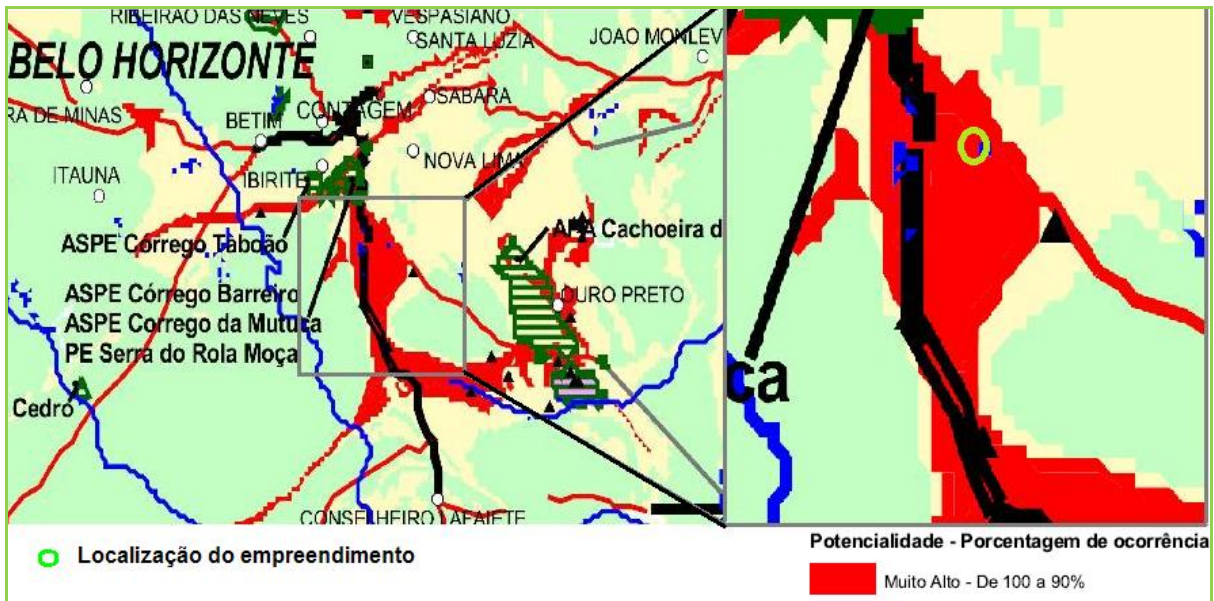 RIBEIRAO DAS NEVES
VESPASIANO
SANTA LUZIA
JOAO MONLEV
BELO HORIZONTE
RA DE MINAS
BETIM
CONTAGEM
SABARA
NOVA LIMA
ITAUNA
IBIRITE
ASPE Córrego Taboão
APA Cachoeira d
ASPE Córrego Barreiro
OURO PRETO
ASPE Corrego da Mutuca
PE Serra do Rola Moça
Cedro
ca
CONSELHEIRO LAFAIETE
Localização do empreendimento
Potencialidade - Porcentagem de ocorrência
Muito Alto - De 100 a 90%